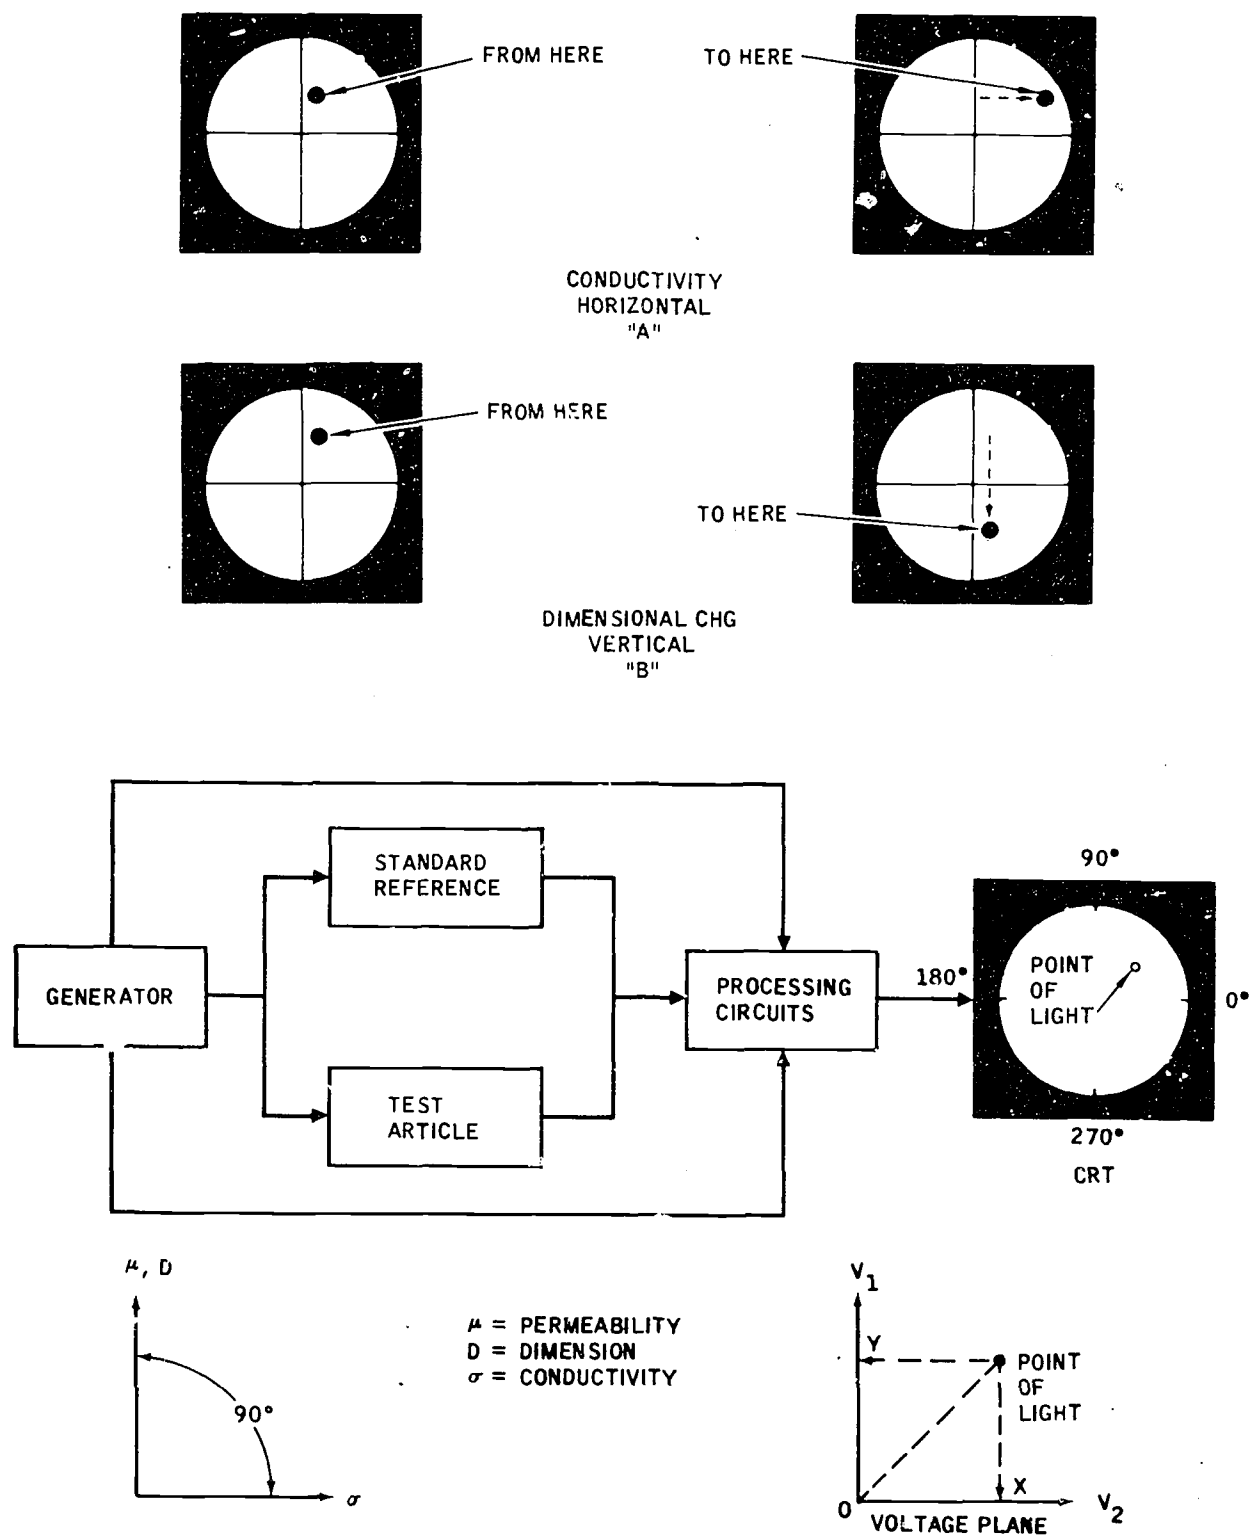 FROM HERE
TO HERE
CONDUCTIVITY
HORIZONTAL
"A"
FROM HERE
TO HERE
DIMENSIONAL CHG
VERTICAL
"B"
STANDARD
REFERENCE
GENERATOR
PROCESSING
CIRCUITS
TEST
ARTICLE
90°
180°
POINT
OF
LIGHT
0°
270°
CRT
μ, D
90°
σ
μ = PERMEABILITY
D = DIMENSION
σ = CONDUCTIVITY
V1
Y
POINT
OF
LIGHT
X
0
V2
VOLTAGE PLANE